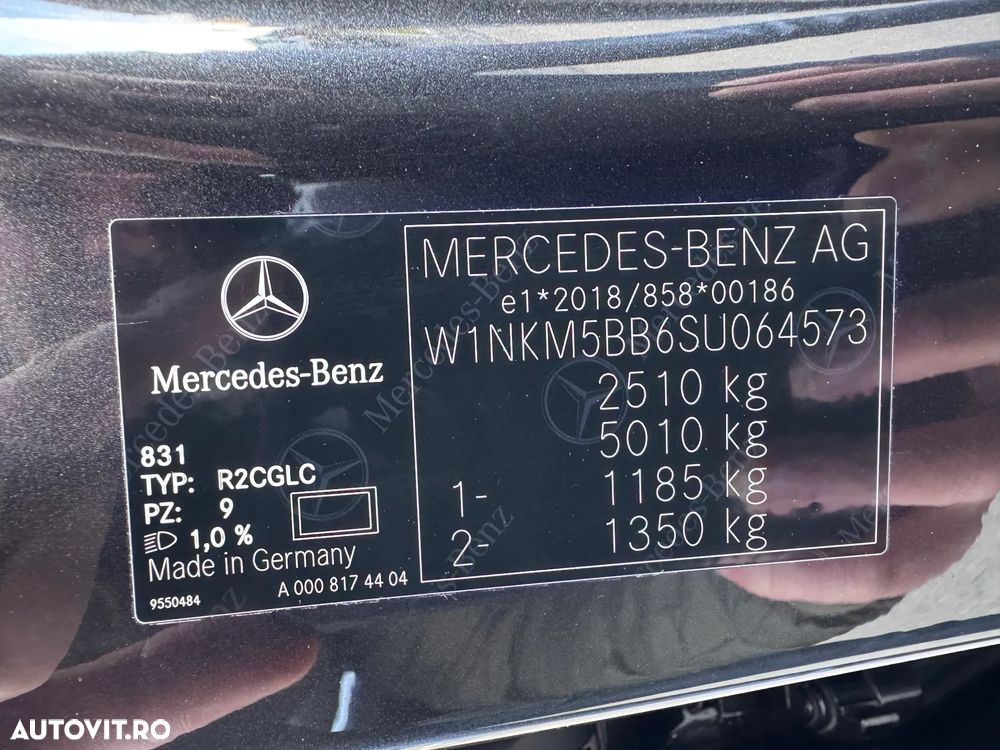 Mercedes-Benz
831
TYP: R2CGLC
PZ: 9
1,0 %
Made in Germany
9550484
A 000 817 44 04
MERCEDES-BENZ AG
e1*2018/858*00186
W1NKM5BB6SU064573
2510 kg
5010 kg
1- 1185 kg
2- 1350 kg
AUTOVIT.RO